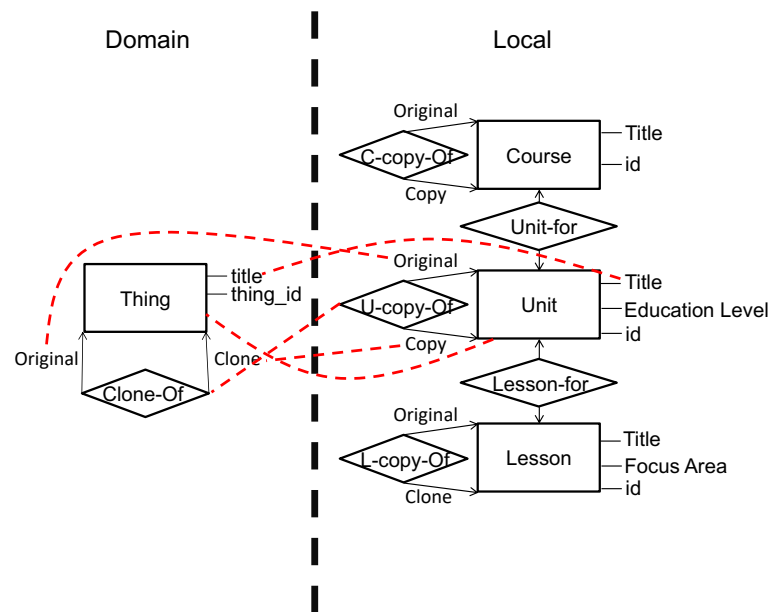 Domain
Local
Original
C-copy-Of
Course
Title
id
Copy
Unit-for
Original
title
thing_id
Thing
U-copy-Of
Unit
Title
Education Level
id
Original
Clone
Copy
Clone-Of
Lesson-for
Original
L-copy-Of
Lesson
Title
Focus Area
id
Clone